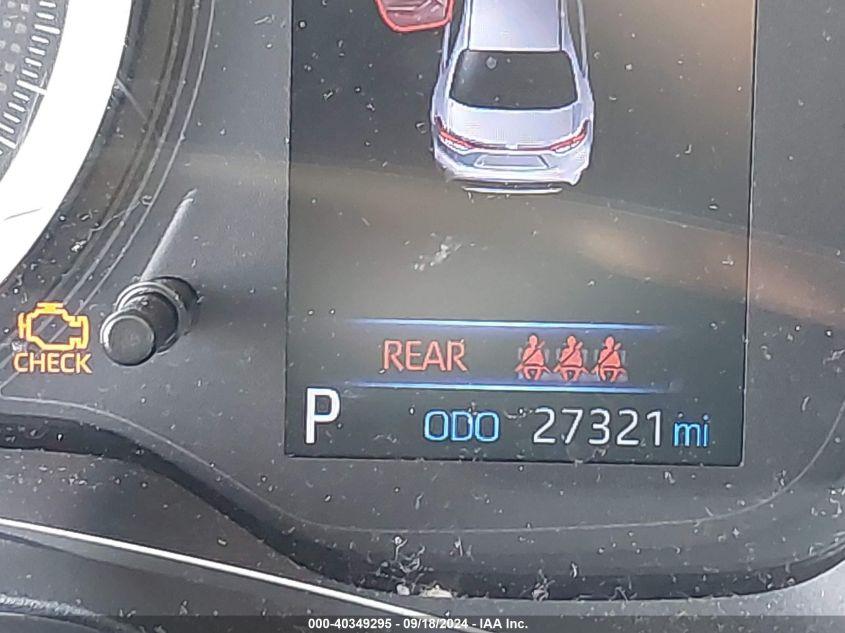 CHECK
REAR
P ODO 27321 mi
000-40349295 - 09/18/2024 - IAA Inc.